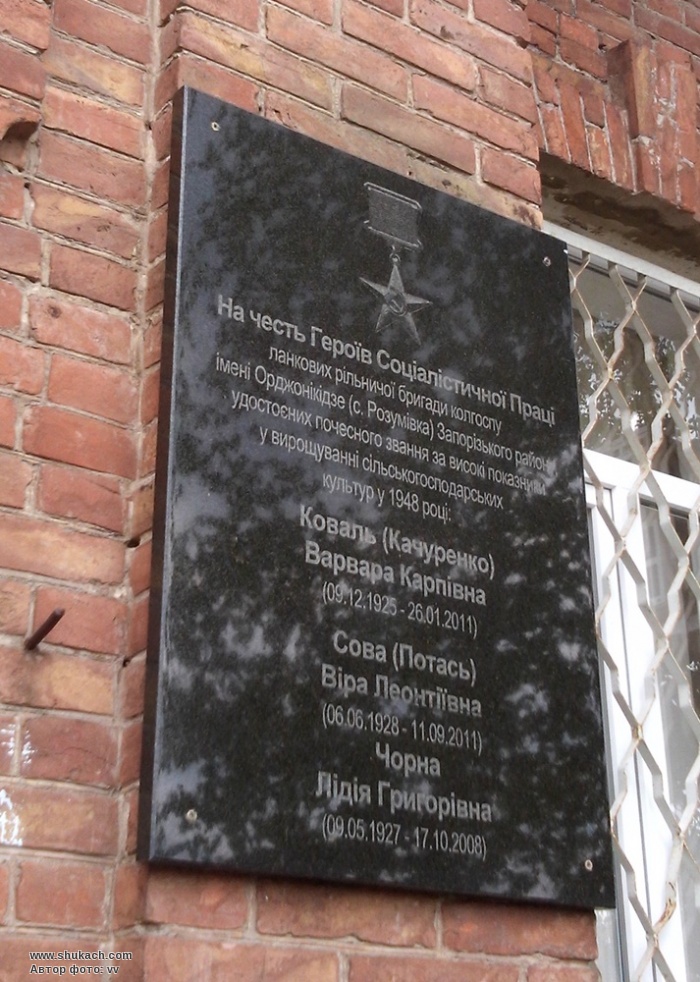 На честь Героїв Соціалістичної Праці
ланкових рільничої бригади колгоспу
імені Орджонікідзе (с. Розумівка) Запорізького району
удостоєних почесного звання за високі показники
у вирощуванні сільськогосподарських
культур у 1948 році:
Коваль (Качуренко)
Варвара Карпівна
(09.12.1925 - 26.01.2011)
Сова (Потась)
Віра Леонтіївна
(06.06.1928 - 11.09.2011)
Чорна
Лідія Григорівна
(09.05.1927 - 17.10.2008)
www.shukach.com
Автор фото: vv